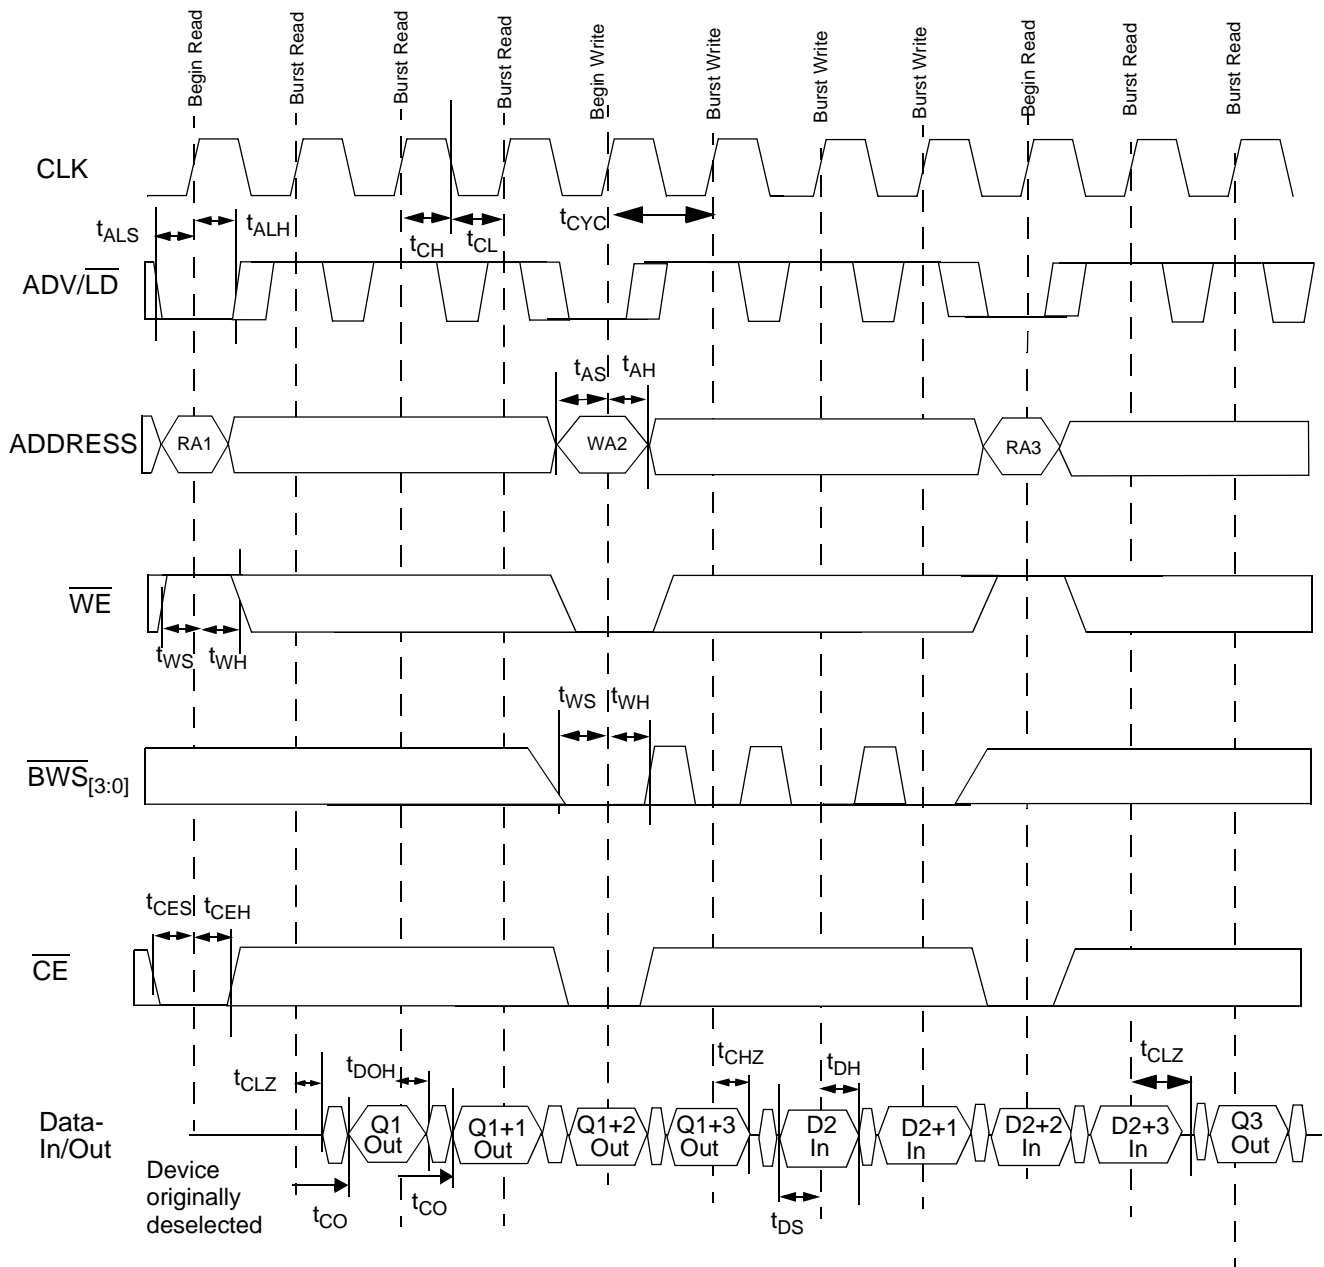 Begin Read
Burst Read
Burst Read
Burst Read
Begin Write
Burst Write
Burst Write
Burst Write
Begin Read
Burst Read
Burst Read
CLK
tALS
tALH
tCH
tCL
tCYC
ADV/LD
tAS
tAH
ADDRESS
RA1
WA2
RA3
WE
tWS
tWH
tWS
tWH
BWS[3:0]
tCES
tCEH
CE
tCLZ
tDOH
tCHZ
tDH
tCLZ
Data-
In/Out
Q1
Out
Q1+1
Out
Q1+2
Out
Q1+3
Out
D2
In
D2+1
In
D2+2
In
D2+3
In
Q3
Out
Device
originally
deselected
tCO
tCO
tDS